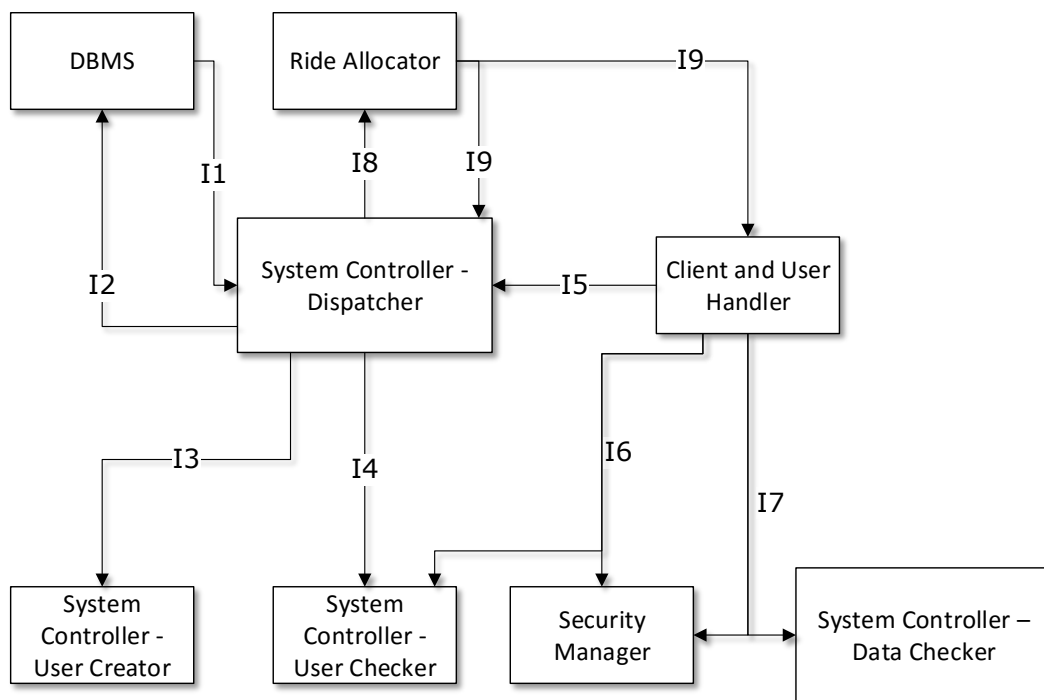 DBMS
Ride Allocator
I9
I1
I8
I9
System Controller -
Dispatcher
Client and User
Handler
I2
I5
I3
I4
I6
I7
System
Controller -
User Creator
System
Controller -
User Checker
Security
Manager
System Controller –
Data Checker